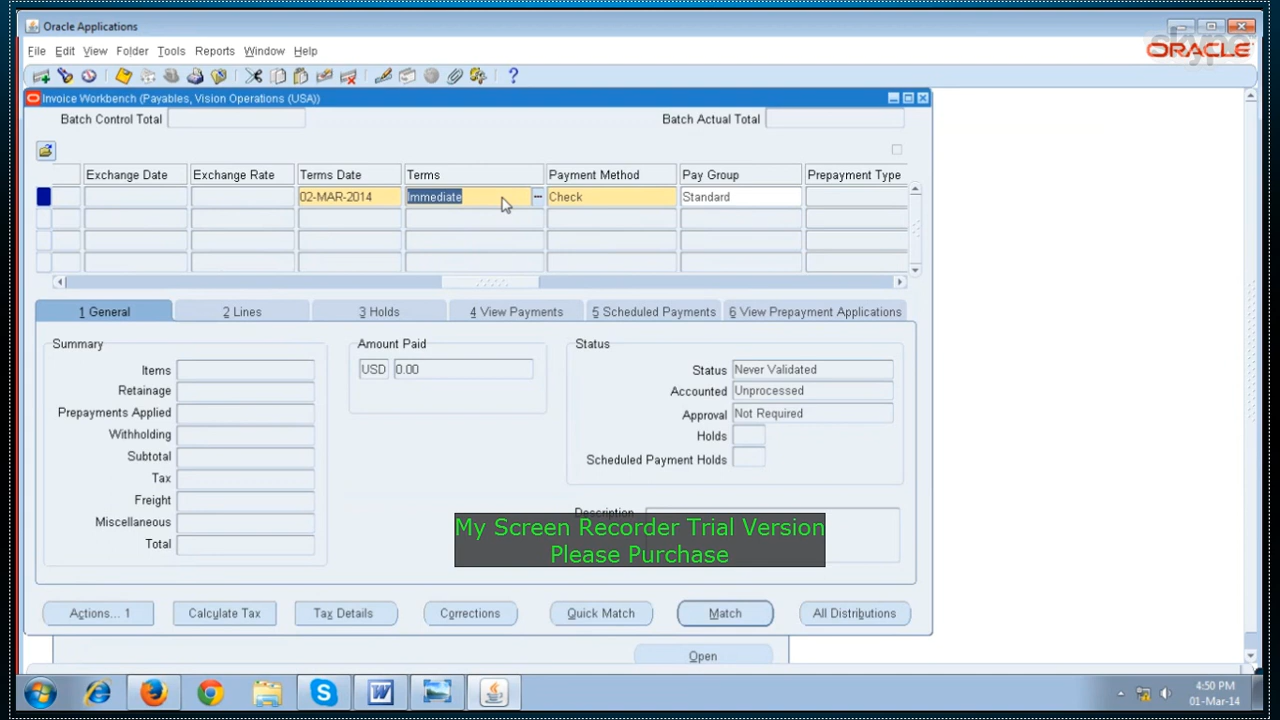 Oracle Applications
skype
File Edit View Folder Tools Reports Window Help
ORACLE
Invoice Workbench (Payables, Vision Operations (USA))
Batch Control Total
Batch Actual Total
Exchange Date Exchange Rate Terms Date Terms Payment Method Pay Group Prepayment Type
02-MAR-2014 Immediate Check Standard
1 General 2 Lines 3 Holds 4 View Payments 5 Scheduled Payments 6 View Prepayment Applications
Summary
Items
Retainage
Prepayments Applied
Withholding
Subtotal
Tax
Freight
Miscellaneous
Total
Amount Paid
USD 0.00
Status
Status Never Validated
Accounted Unprocessed
Approval Not Required
Holds
Scheduled Payment Holds
Description
My Screen Recorder Trial Version
Please Purchase
Actions... 1 Calculate Tax Tax Details Corrections Quick Match Match All Distributions
Open
4:50 PM
01-Mar-14